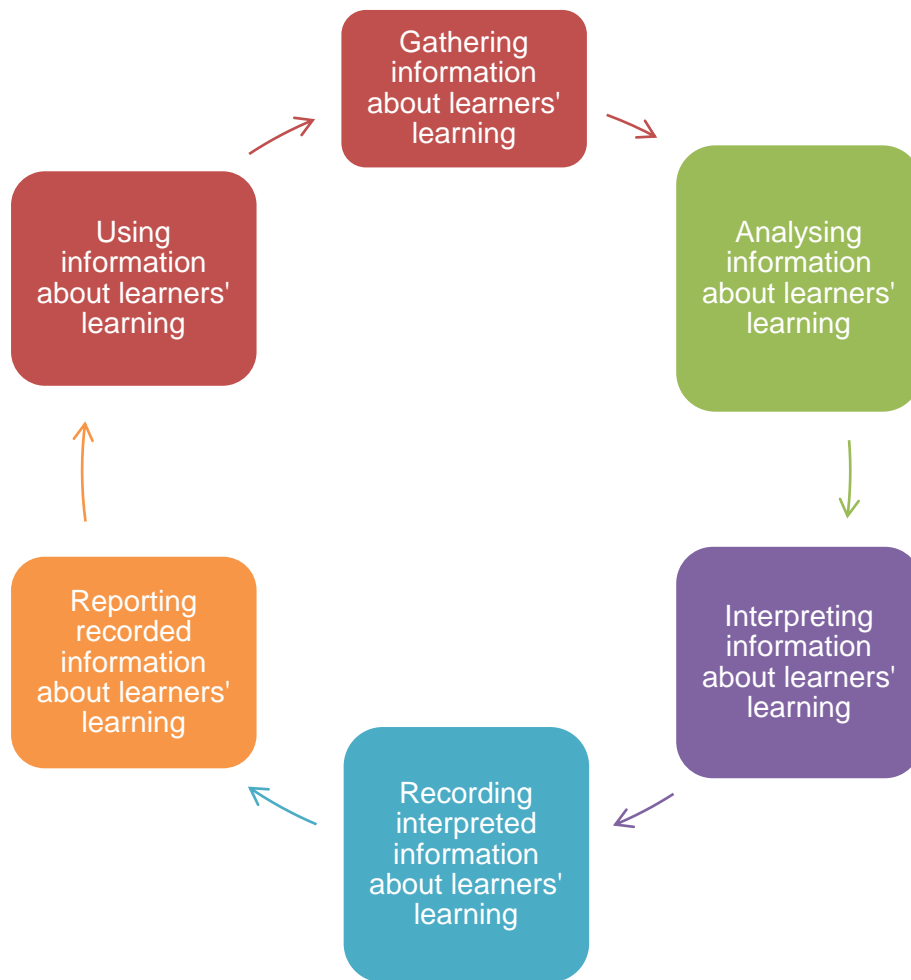 Gathering
information
about learners'
learning
Analysing
information
about learners'
learning
Interpreting
information
about learners'
learning
Recording
interpreted
information
about learners'
learning
Reporting
recorded
information
about learners'
learning
Using
information
about learners'
learning